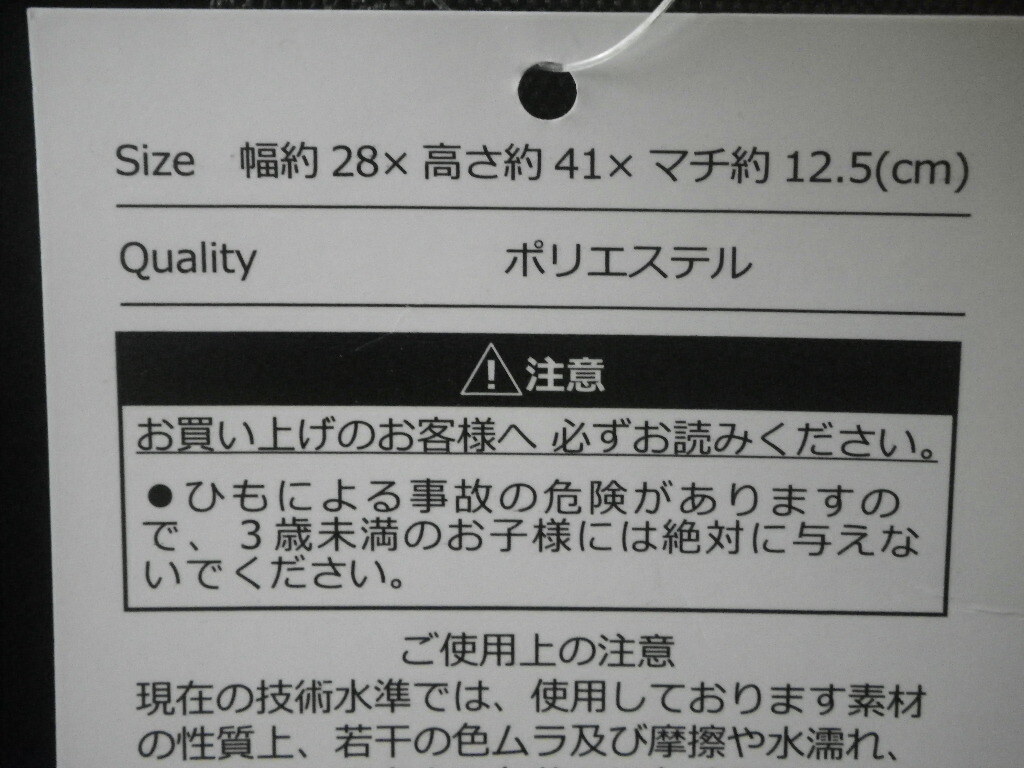 Size 幅約 28× 高さ約 41× マチ約 12.5(cm)
Quality ポリエステル
注意
お買い上げのお客様へ 必ずお読みください。
●ひもによる事故の危険がありますの
で、3歳未満のお子様には絶対に与えな
いでください。
ご使用上の注意
現在の技術水準では、使用しております素材
の性質上、若干の色ムラ及び摩擦や水濡れ、